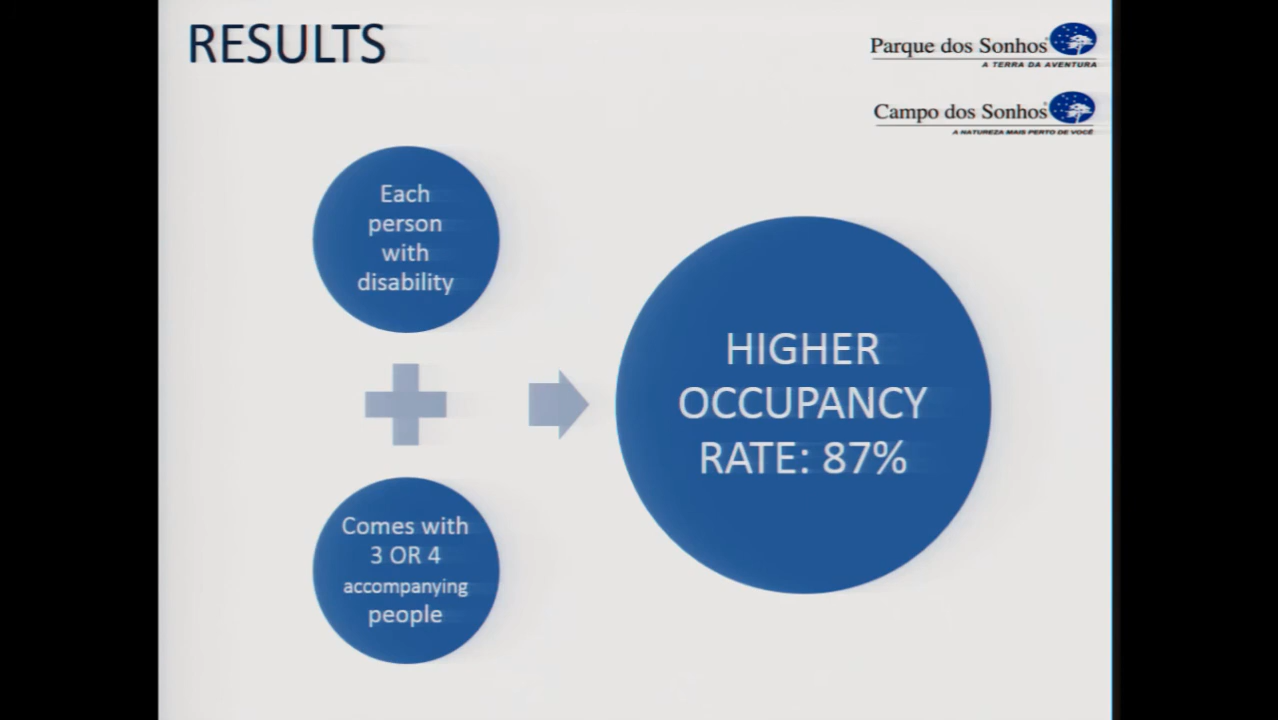 RESULTS
Parque dos Sonhos
A TERRA DA AVENTURA
Campo dos Sonhos
A NATUREZA MAIS PERTO DE VOCÊ
Each
person
with
disability
Comes with
3 OR 4
accompanying
people
HIGHER
OCCUPANCY
RATE: 87%